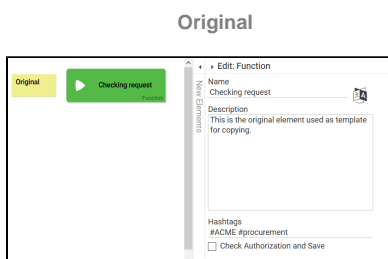 Original
Original
Checking request
Function
New Elements
Edit: Function
Name
Checking request
Description
This is the original element used as template
for copying.
Hashtags
#ACME #procurement
Check Authorization and Save